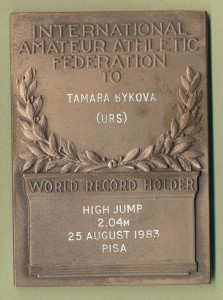 INTERNATIONAL
AMATEUR ATHLETIC
FEDERATION
TO
TAMARA BYKOVA
(URS)
WORLD RECORD HOLDER
HIGH JUMP
2.04M
25 AUGUST 1983
PISA